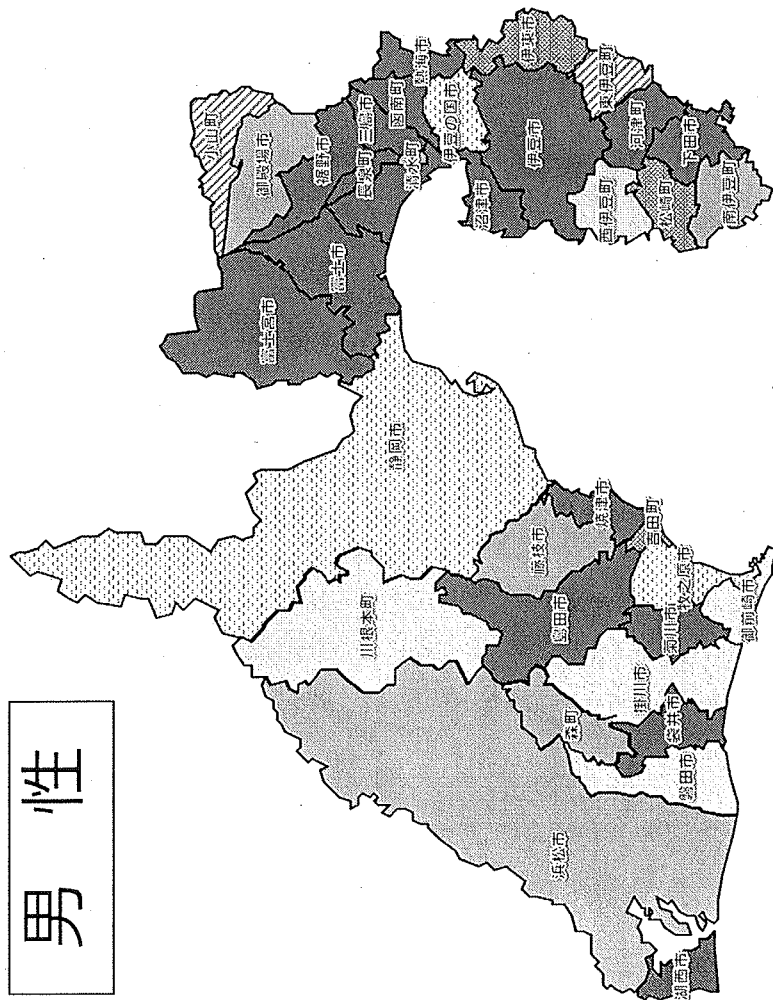 男性
小山町
御殿場市
裾野市
三島市
長泉町
函南町
清水町
熱海市
伊豆の国市
伊東市
伊豆市
東伊豆町
河津町
下田市
南伊豆町
松崎町
西伊豆町
沼津市
富士市
富士宮市
静岡市
焼津市
藤枝市
吉田町
島田市
牧之原市
川根本町
菊川市
御前崎市
掛川市
袋井市
森町
磐田市
浜松市
湖西市